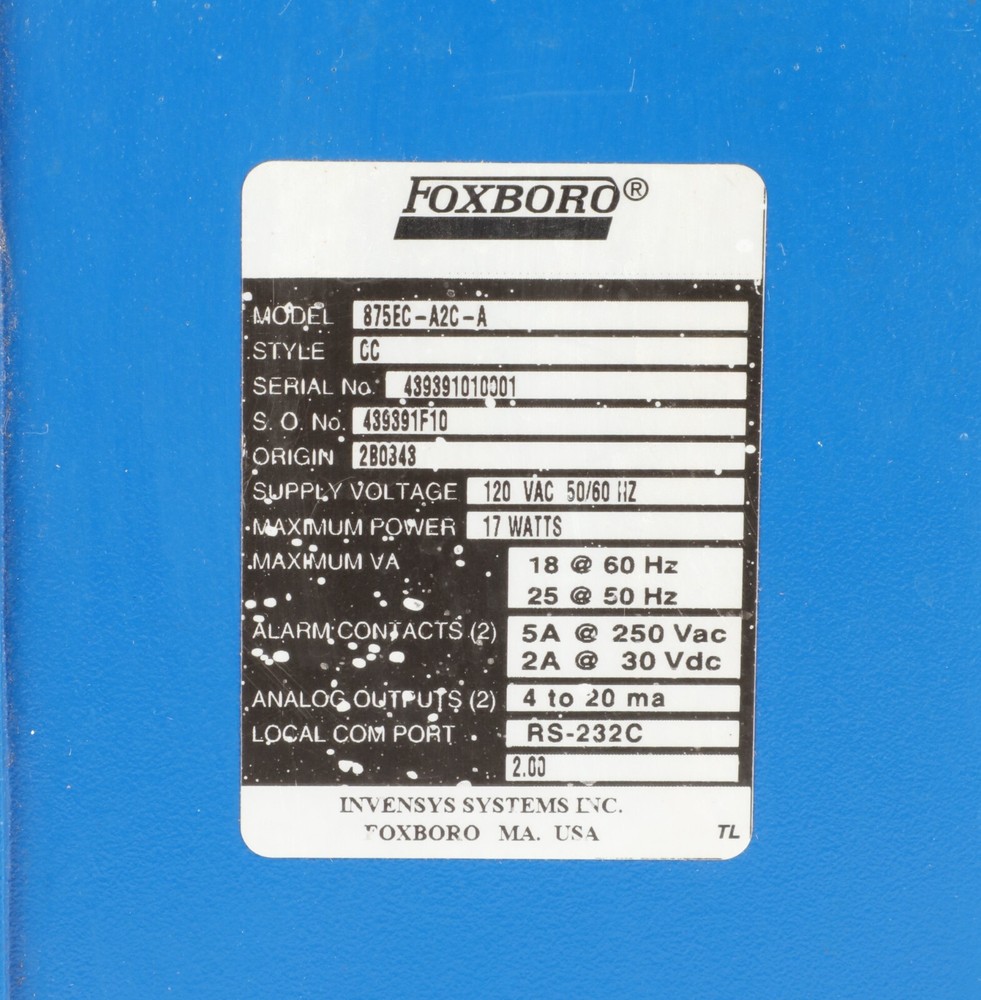 FOXBORO®
MODEL 875EC-A2C-A
STYLE CC
SERIAL No. 439391010001
S. O. No. 439391F10
ORIGIN 2B0343
SUPPLY VOLTAGE 120 VAC 50/60 HZ
MAXIMUM POWER 17 WATTS
MAXIMUM VA 18 @ 60 Hz
25 @ 50 Hz
ALARM CONTACTS (2) 5A @ 250 Vac
2A @ 30 Vdc
ANALOG OUTPUTS (2) 4 to 20 ma
LOCAL COM PORT RS-232C
2.00
INVENSYS SYSTEMS INC.
FOXBORO MA. USA
TL